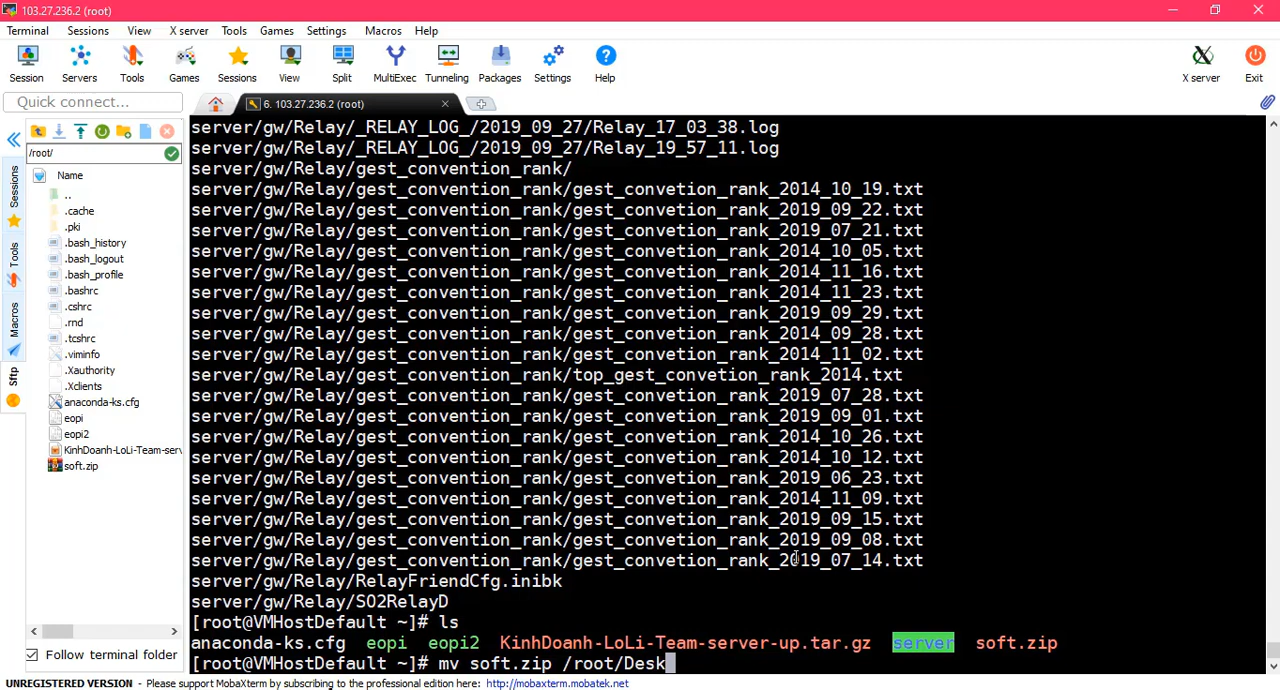 103.27.236.2 (root)
Terminal Sessions View X server Tools Games Settings Macros Help
Session Servers Tools Games Sessions View Split MultiExec Tunneling Packages Settings Help X server Exit
Quick connect...
6. 103.27.236.2 (root)
/root/
Name
..
.cache
.pki
.bash_history
.bash_logout
.bash_profile
.bashrc
.cshrc
.rnd
.tcshrc
.viminfo
.Xauthority
.Xclients
anaconda-ks.cfg
eopi
eopi2
KinhDoanh-LoLi-Team-serv
soft.zip
Follow terminal folder
Sessions
Tools
Macros
Sftp
server/gw/Relay/_RELAY_LOG_/2019_09_27/Relay_17_03_38.log
server/gw/Relay/_RELAY_LOG_/2019_09_27/Relay_19_57_11.log
server/gw/Relay/gest_convention_rank/
server/gw/Relay/gest_convention_rank/gest_convetion_rank_2014_10_19.txt
server/gw/Relay/gest_convention_rank/gest_convetion_rank_2019_09_22.txt
server/gw/Relay/gest_convention_rank/gest_convetion_rank_2019_07_21.txt
server/gw/Relay/gest_convention_rank/gest_convetion_rank_2014_10_05.txt
server/gw/Relay/gest_convention_rank/gest_convetion_rank_2014_11_16.txt
server/gw/Relay/gest_convention_rank/gest_convetion_rank_2014_11_23.txt
server/gw/Relay/gest_convention_rank/gest_convetion_rank_2019_09_29.txt
server/gw/Relay/gest_convention_rank/gest_convetion_rank_2014_09_28.txt
server/gw/Relay/gest_convention_rank/gest_convetion_rank_2014_11_02.txt
server/gw/Relay/gest_convention_rank/top_gest_convetion_rank_2014.txt
server/gw/Relay/gest_convention_rank/gest_convetion_rank_2019_07_28.txt
server/gw/Relay/gest_convention_rank/gest_convetion_rank_2019_09_01.txt
server/gw/Relay/gest_convention_rank/gest_convetion_rank_2014_10_26.txt
server/gw/Relay/gest_convention_rank/gest_convetion_rank_2014_10_12.txt
server/gw/Relay/gest_convention_rank/gest_convetion_rank_2019_06_23.txt
server/gw/Relay/gest_convention_rank/gest_convetion_rank_2014_11_09.txt
server/gw/Relay/gest_convention_rank/gest_convetion_rank_2019_09_15.txt
server/gw/Relay/gest_convention_rank/gest_convetion_rank_2019_09_08.txt
server/gw/Relay/gest_convention_rank/gest_convetion_rank_2019_07_14.txt
server/gw/Relay/RelayFriendCfg.inibk
server/gw/Relay/SO2RelayD
[root@VMHostDefault ~]# ls
anaconda-ks.cfg eopi eopi2 KinhDoanh-LoLi-Team-server-up.tar.gz server soft.zip
[root@VMHostDefault ~]# mv soft.zip /root/Desk
UNREGISTERED VERSION - Please support MobaXterm by subscribing to the professional edition here: http://mobaxterm.mobatek.net